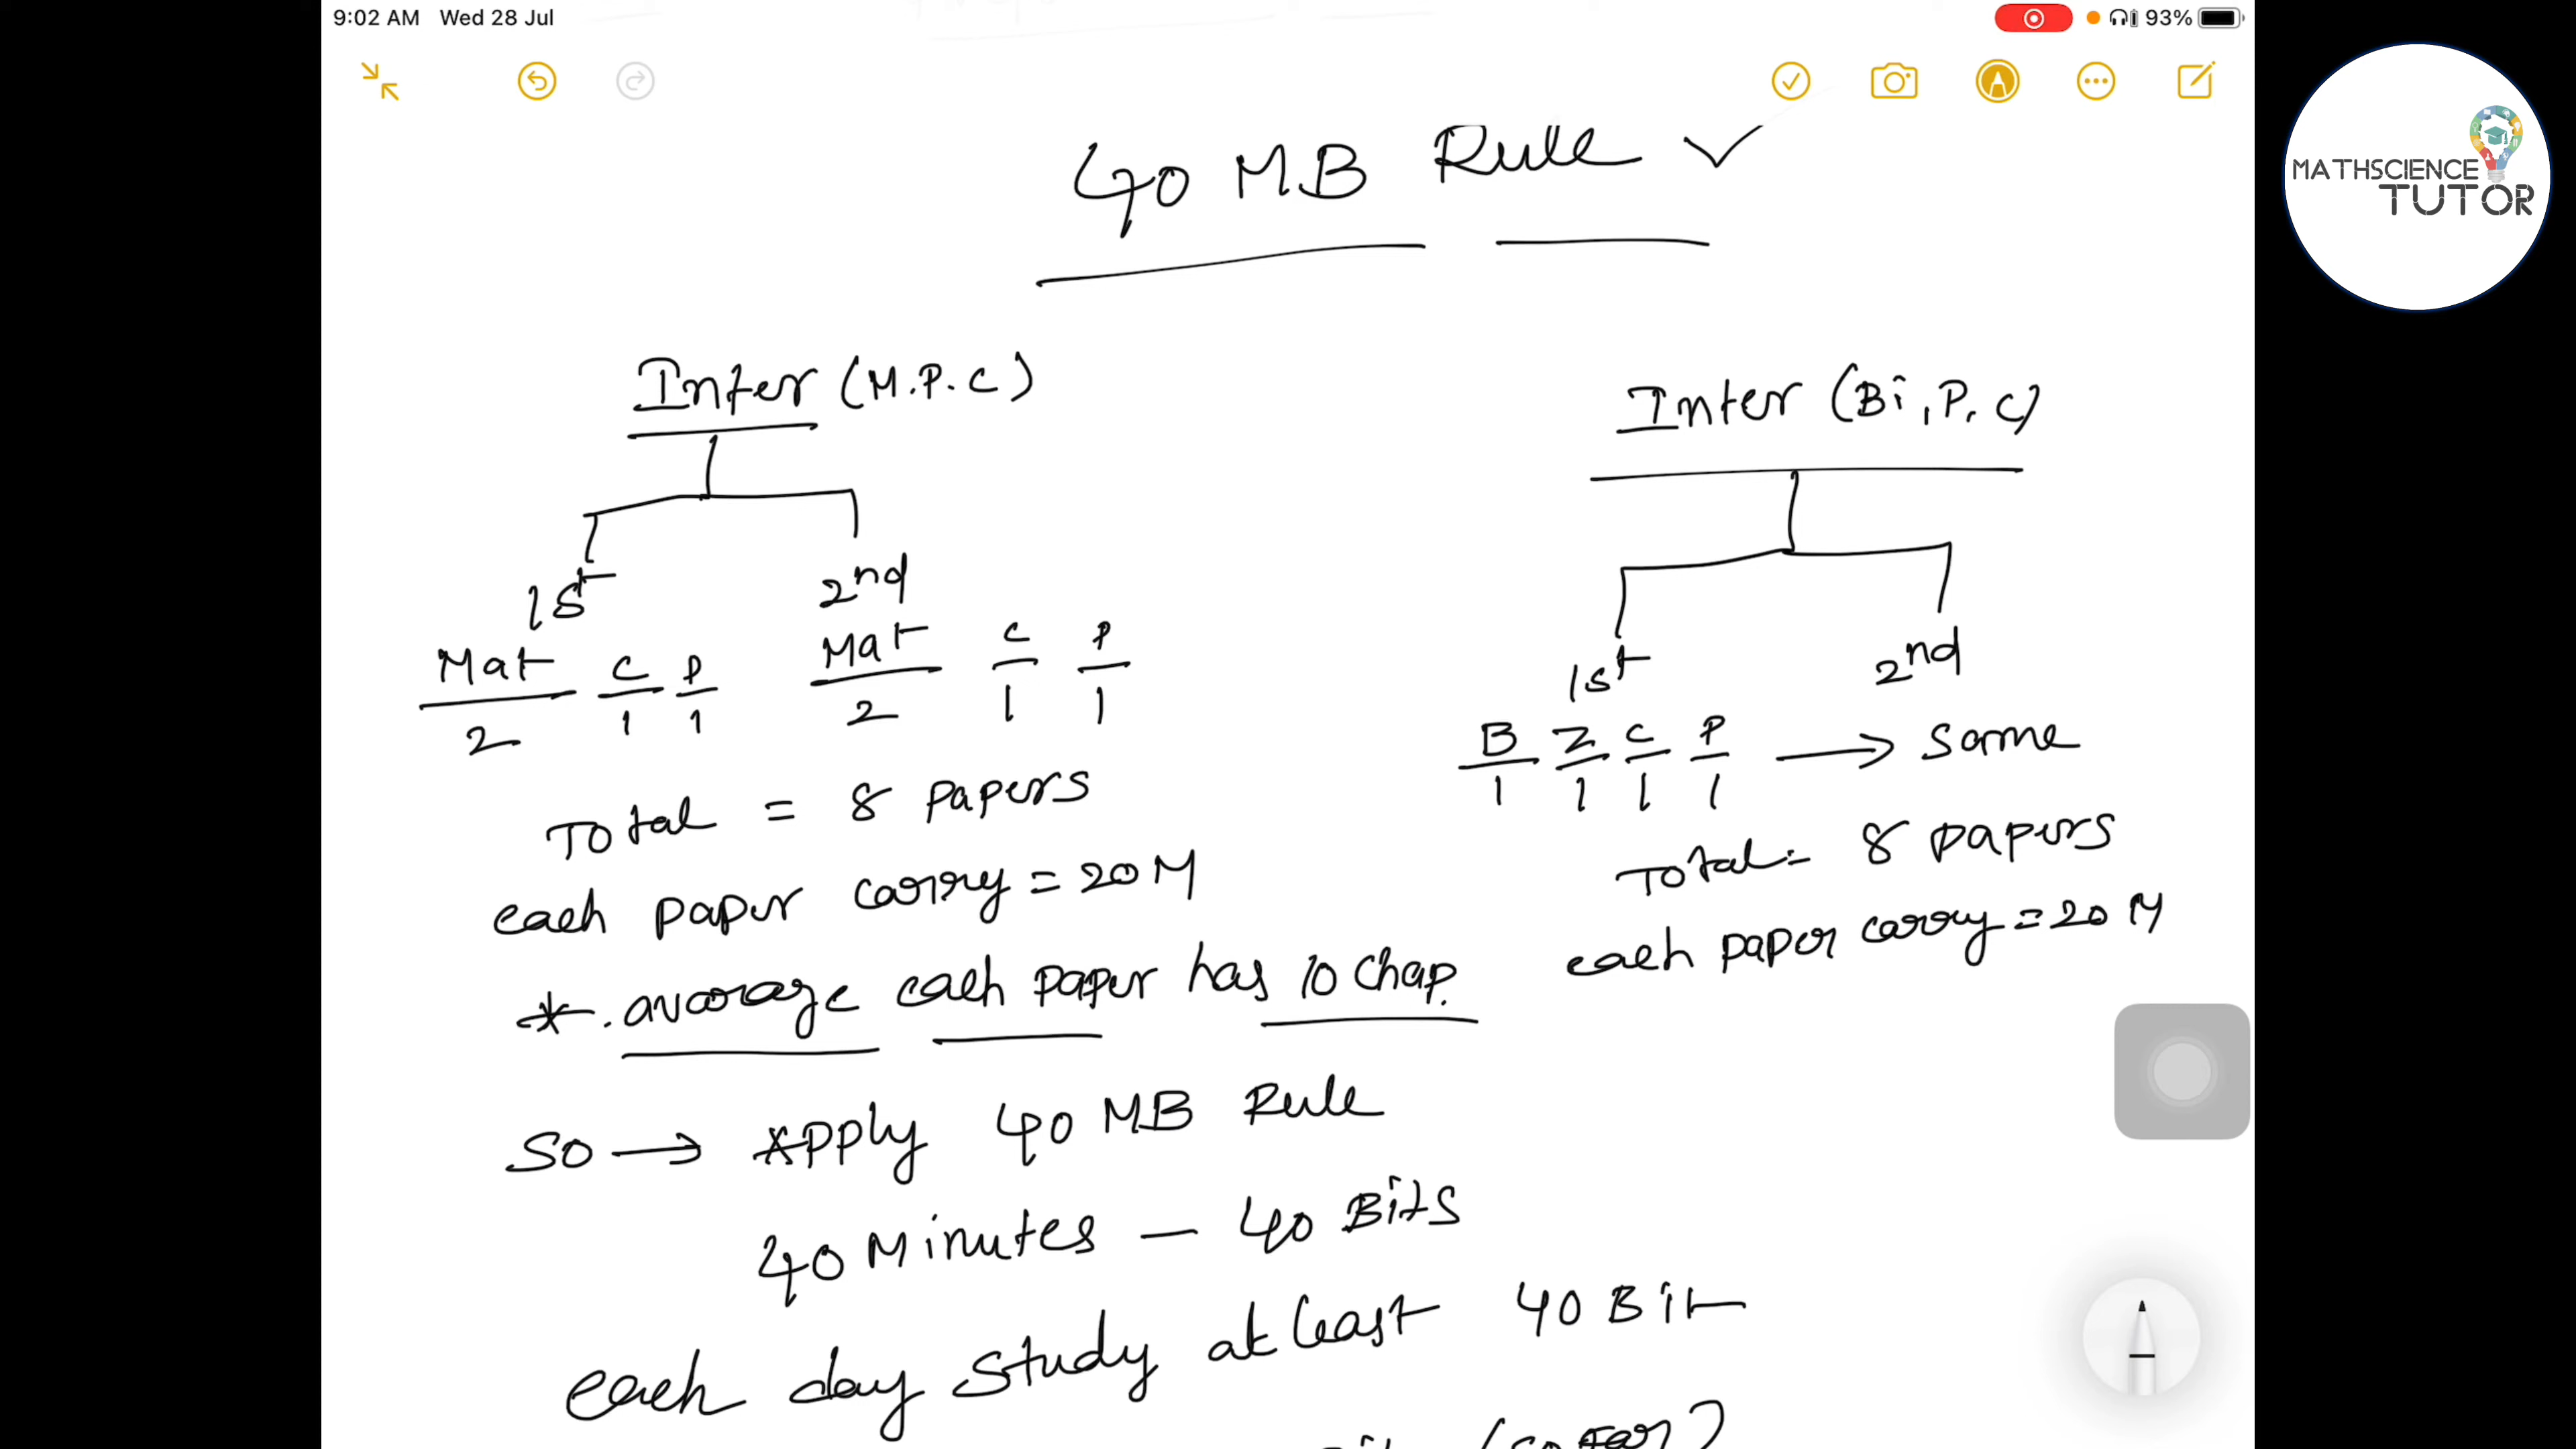 9:02 AM Wed 28 Jul
93%
MATHSCIENCE
TUTOR
40 MB Rule ✓
Inter (M.P.C)
1st
2nd
Mat C P
2 1 1
Mat C P
2 1 1
Total = 8 Papers
each paper carry = 20 M
*. average each paper has 10 chap.
So → Apply 40 MB Rule
40 Minutes — 40 Bits
each day study at least 40 Bit
Inter (Bi, P. C)
1st
2nd
B Z C P → Same
1 1 1 1
Total = 8 papers
each paper carry = 20 M